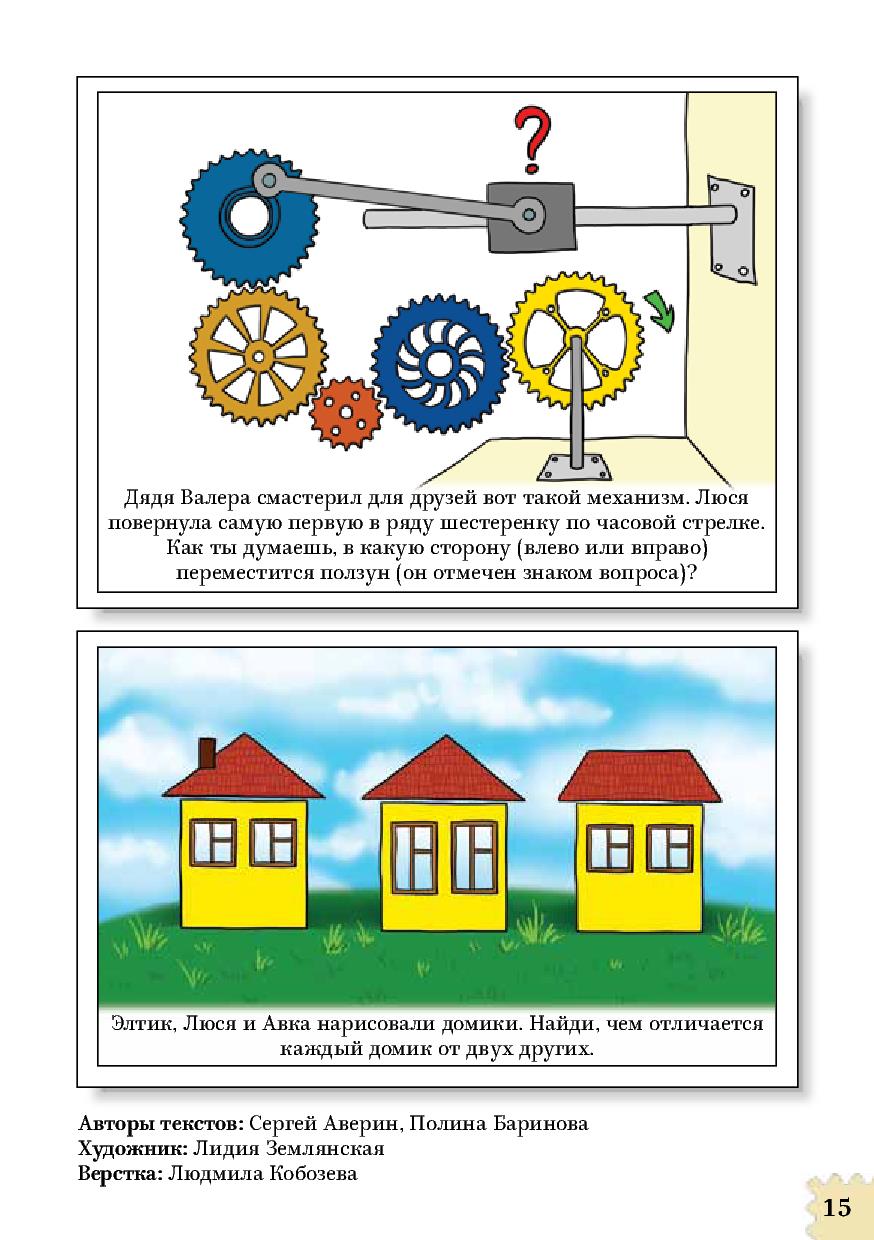 ?
Дядя Валера смастерил для друзей вот такой механизм. Люся
повернула самую первую в ряду шестеренку по часовой стрелке.
Как ты думаешь, в какую сторону (влево или вправо)
переместится ползун (он отмечен знаком вопроса)?
Элтик, Люся и Авка нарисовали домики. Найди, чем отличается
каждый домик от двух других.
Авторы текстов: Сергей Аверин, Полина Баринова
Художник: Лидия Землянская
Верстка: Людмила Кобозева
15